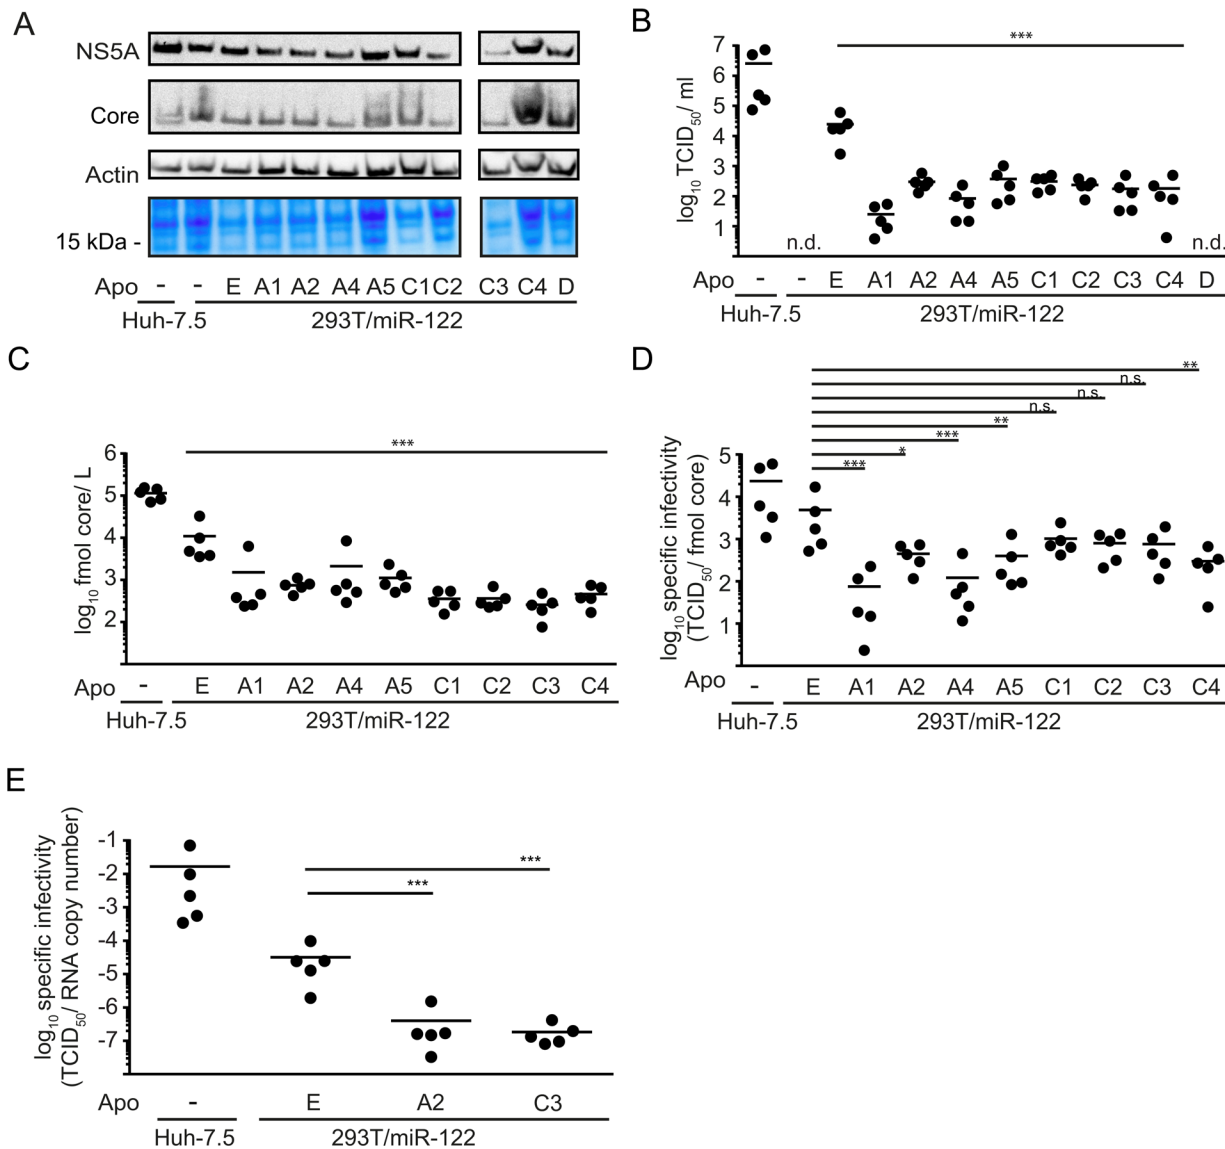 A
NS5A
Core
Actin
15 kDa -
Apo - - E A1 A2 A4 A5 C1 C2 C3 C4 D
Huh-7.5 293T/miR-122
B
log10 TCID50/ ml
7
6
5
4
3
2
1
***
n.d. n.d.
Apo - - E A1 A2 A4 A5 C1 C2 C3 C4 D
Huh-7.5 293T/miR-122
C
log10 fmol core/ L
6
5
4
3
2
***
Apo - E A1 A2 A4 A5 C1 C2 C3 C4
Huh-7.5 293T/miR-122
D
log10 specific infectivity
(TCID50/ fmol core)
**
n.s.
n.s.
n.s.
**
***
*
***
5
4
3
2
1
Apo - E A1 A2 A4 A5 C1 C2 C3 C4
Huh-7.5 293T/miR-122
E
log10 specific infectivity
(TCID50/ RNA copy number)
-1
-2
-3
-4
-5
-6
-7
***
***
Apo - E A2 C3
Huh-7.5 293T/miR-122